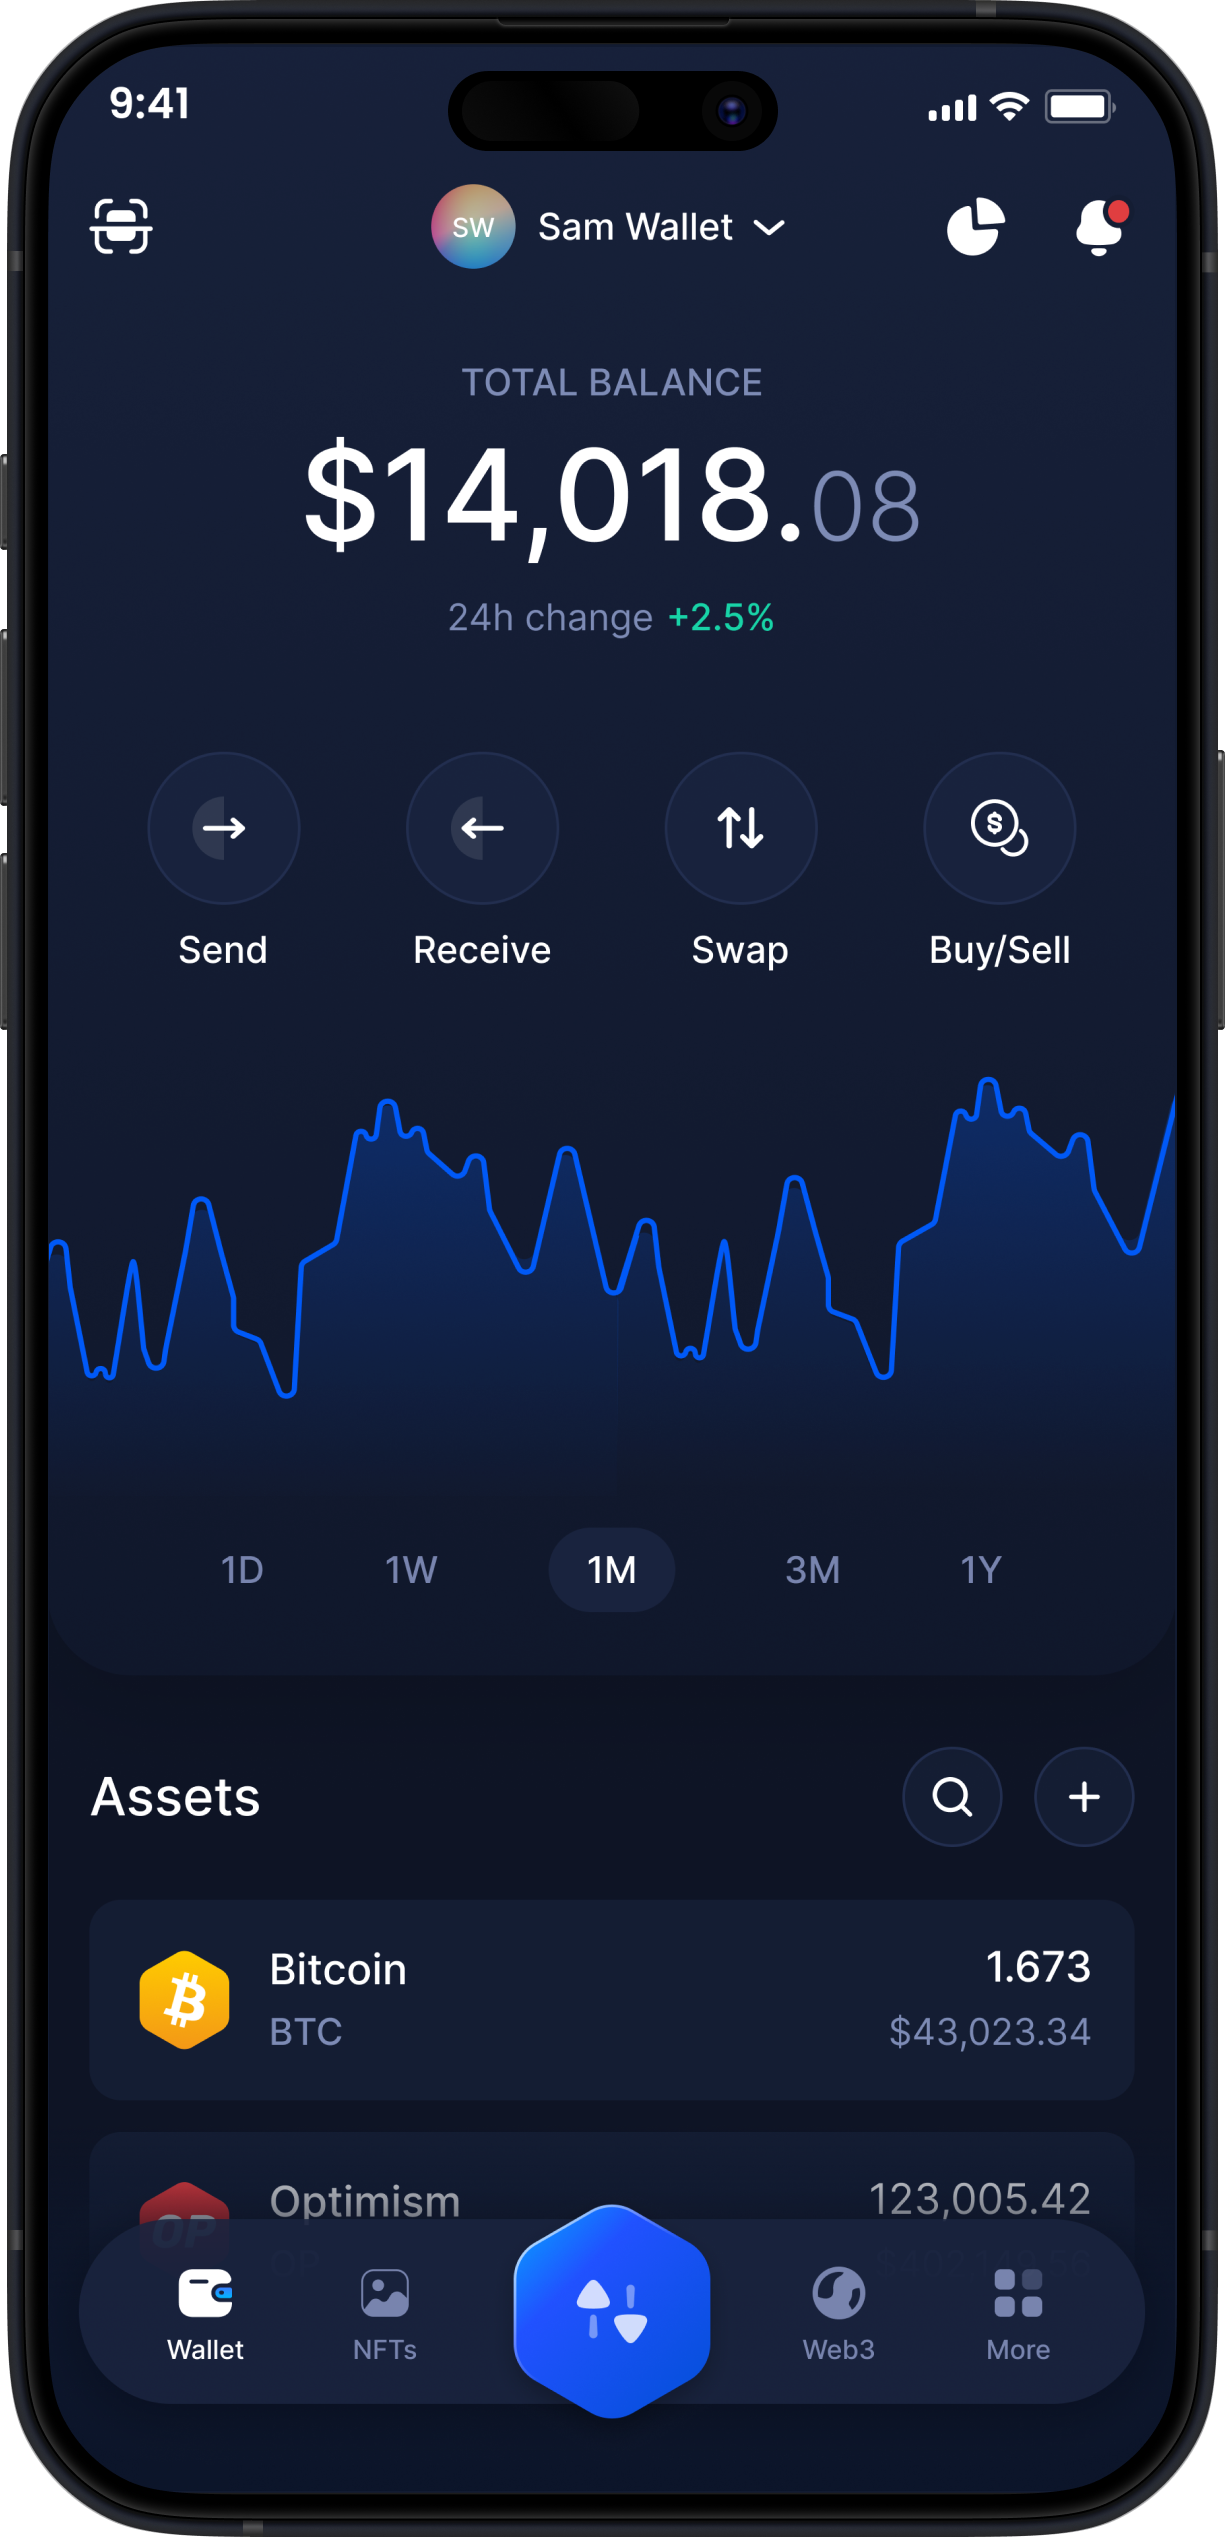 9:41
SW Sam Wallet
TOTAL BALANCE
$14,018.08
24h change +2.5%
Send Receive Swap Buy/Sell
1D 1W 1M 3M 1Y
Assets
Bitcoin 1.673
BTC $43,023.34
Optimism 123,005.42
OP
OP
Wallet NFTs Web3 More